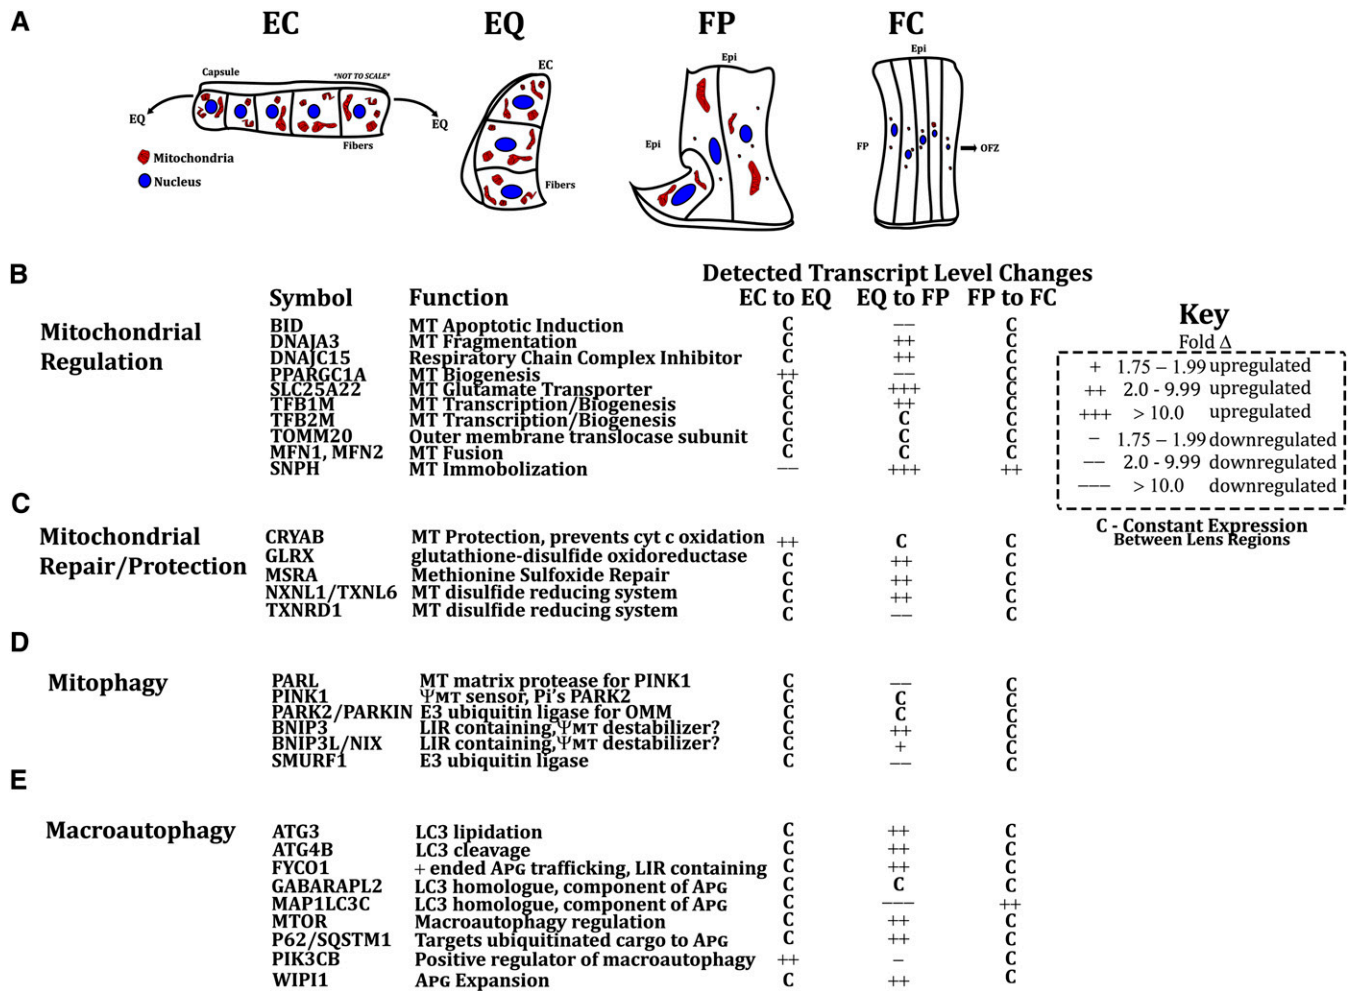 A
EC EQ FP FC
Capsule *NOT TO SCALE* EC Epi Epi
EQ EQ Epi FP OFZ
Fibers Fibers
Mitochondria
Nucleus
B
Detected Transcript Level Changes
Symbol Function EC to EQ EQ to FP FP to FC
Mitochondrial Regulation
BID MT Apoptotic Induction C –– C
DNAJA3 MT Fragmentation C ++ C
DNAJC15 Respiratory Chain Complex Inhibitor C ++ C
PPARGC1A MT Biogenesis ++ –– C
SLC25A22 MT Glutamate Transporter C +++ C
TFB1M MT Transcription/Biogenesis C ++ C
TFB2M MT Transcription/Biogenesis C C C
TOMM20 Outer membrane translocase subunit C C C
MFN1, MFN2 MT Fusion C C C
SNPH MT Immobolization –– +++ ++
Key
Fold Δ
+ 1.75 – 1.99 upregulated
++ 2.0 - 9.99 upregulated
+++ > 10.0 upregulated
– 1.75 – 1.99 downregulated
–– 2.0 - 9.99 downregulated
––– > 10.0 downregulated
C - Constant Expression
Between Lens Regions
C
Mitochondrial Repair/Protection
CRYAB MT Protection, prevents cyt c oxidation ++ C C
GLRX glutathione-disulfide oxidoreductase C ++ C
MSRA Methionine Sulfoxide Repair C ++ C
NXNL1/TXNL6 MT disulfide reducing system C ++ C
TXNRD1 MT disulfide reducing system C –– C
D
Mitophagy
PARL MT matrix protease for PINK1 C –– C
PINK1 ΨMT sensor, Pi's PARK2 C C C
PARK2/PARKIN E3 ubiquitin ligase for OMM C C C
BNIP3 LIR containing,ΨMT destabilizer? C ++ C
BNIP3L/NIX LIR containing,ΨMT destabilizer? C + C
SMURF1 E3 ubiquitin ligase C –– C
E
Macroautophagy
ATG3 LC3 lipidation C ++ C
ATG4B LC3 cleavage C ++ C
FYCO1 + ended APG trafficking, LIR containing C ++ C
GABARAPL2 LC3 homologue, component of APG C C C
MAP1LC3C LC3 homologue, component of APG C ––– ++
MTOR Macroautophagy regulation C ++ C
P62/SQSTM1 Targets ubiquitinated cargo to APG C ++ C
PIK3CB Positive regulator of macroautophagy ++ – C
WIPI1 APG Expansion C ++ C